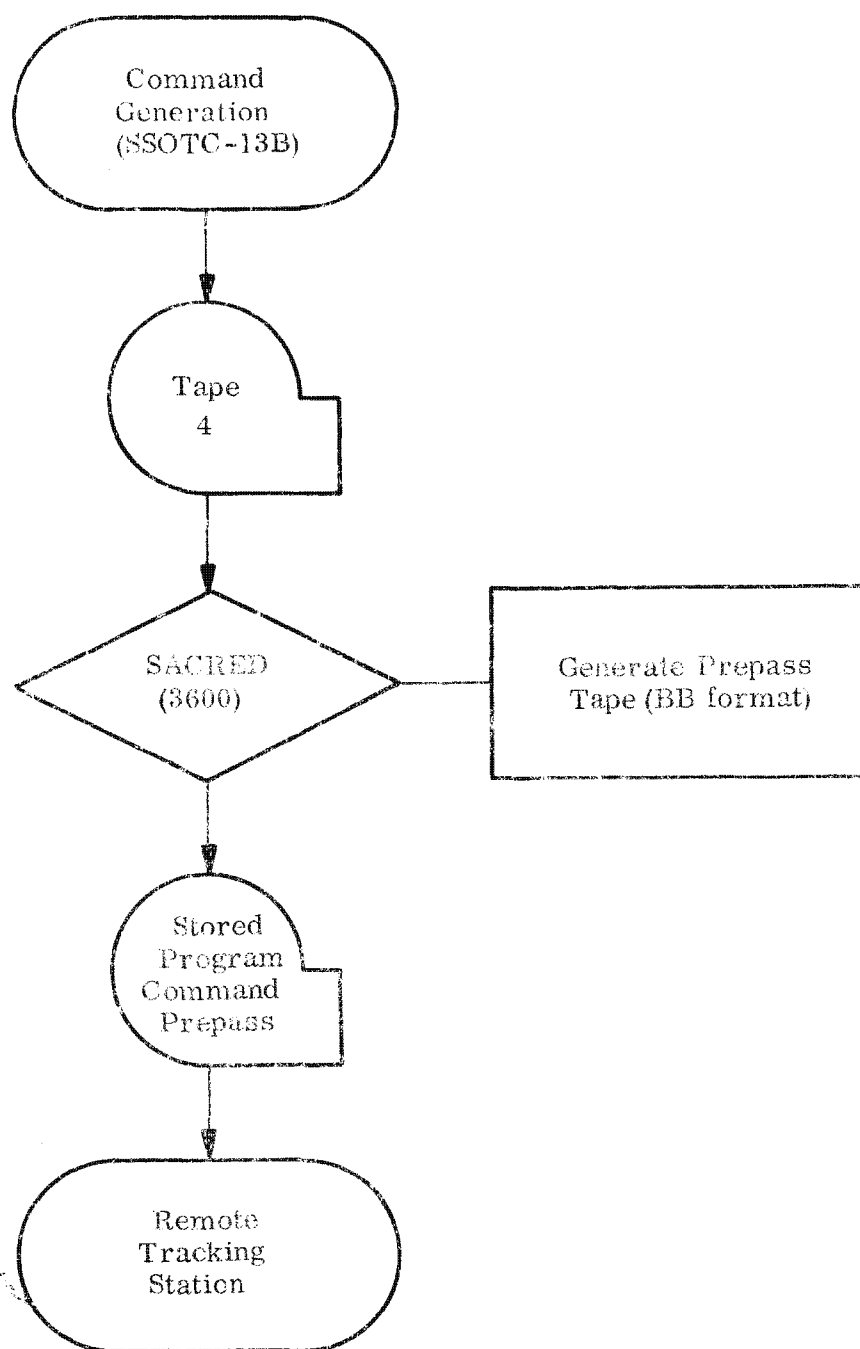 Command
Generation
(SSOTC-13B)
Tape
4
SACRED
(3600)
Generate Prepass
Tape (BB format)
Stored
Program
Command
Prepass
Remote
Tracking
Station